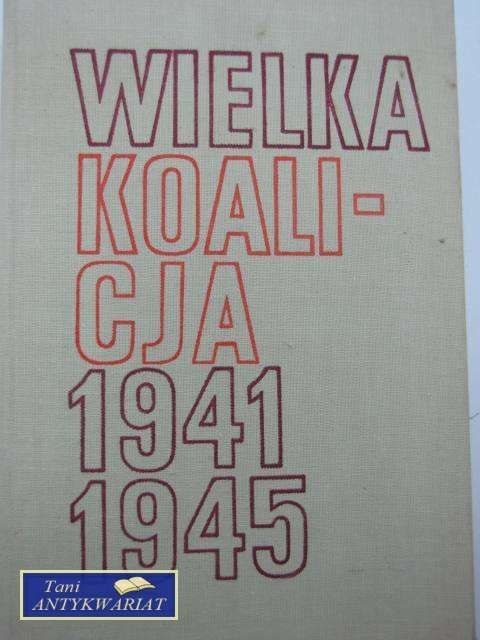 WIELKA
KOALI-
CJA
1941
1945
Tani
ANTYKWARIAT